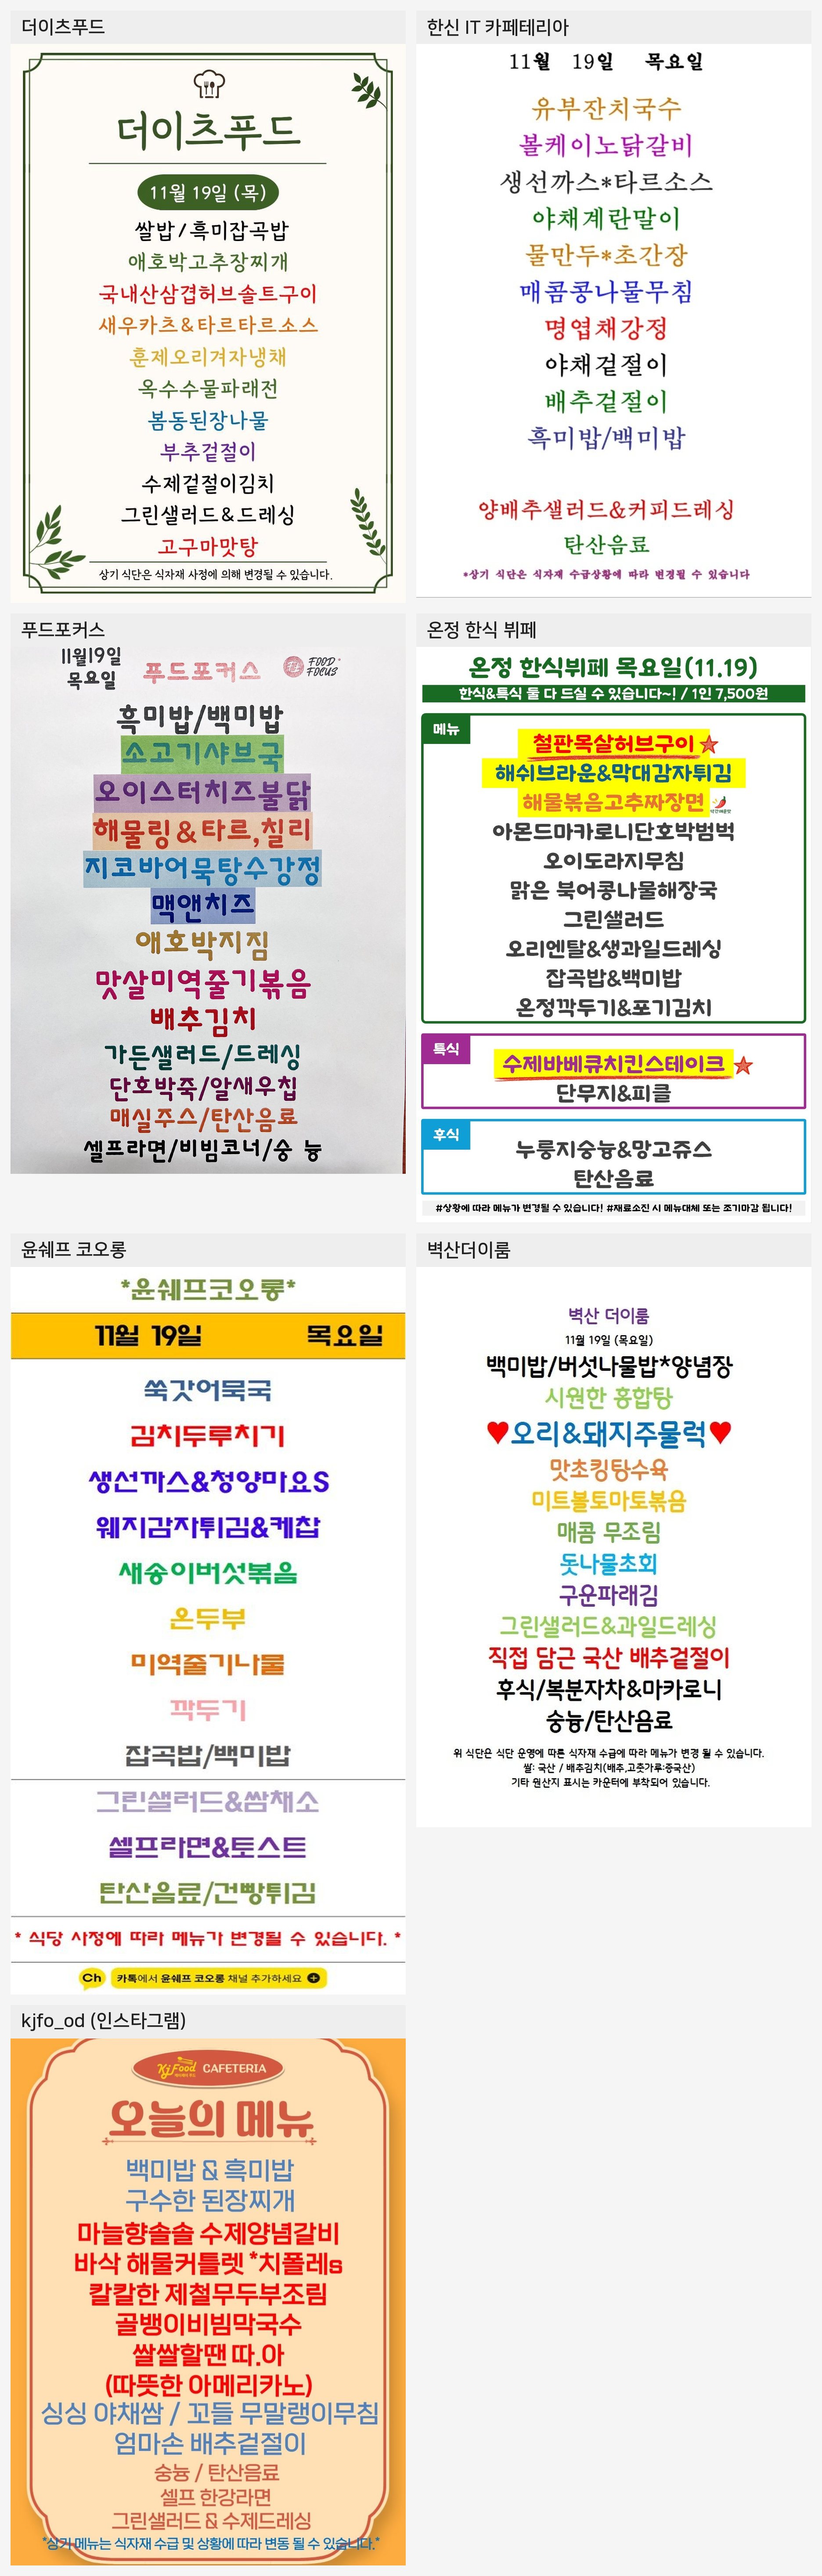 더이츠푸드
더이츠푸드
11월 19일 (목)
쌀밥/흑미잡곡밥
애호박고추장찌개
국내산삼겹허브솔트구이
새우카츠&타르타르소스
훈제오리겨자냉채
옥수수물파래전
봄동된장나물
부추겉절이
수제겉절이김치
그린샐러드&드레싱
고구마맛탕
상기 식단은 식자재 사정에 의해 변경될 수 있습니다.
한신 IT 카페테리아
11월 19일 목요일
유부잔치국수
볼케이노닭갈비
생선까스*타르소스
야채계란말이
물만두*초간장
매콤콩나물무침
명엽채강정
야채겉절이
배추겉절이
흑미밥/백미밥
양배추샐러드&커피드레싱
탄산음료
*상기 식단은 식자재 수급상황에 따라 변경될 수 있습니다
푸드포커스
11월19일
목요일
푸드포커스
FOOD FOCUS
흑미밥/백미밥
소고기샤브국
오이스터치즈불닭
해물링&타르,칠리
지코바어묵탕수강정
맥앤치즈
애호박지짐
맛살미역줄기볶음
배추김치
가든샐러드/드레싱
단호박죽/알새우칩
매실주스/탄산음료
셀프라면/비빔코너/숭 늉
온정 한식 뷔페
온정 한식뷔페 목요일(11.19)
한식&특식 둘 다 드실 수 있습니다~! / 1인 7,500원
메뉴
철판목살허브구이
해쉬브라운&막대감자튀김
해물볶음고추짜장면
아몬드마카로니단호박범벅
오이도라지무침
맑은 북어콩나물해장국
그린샐러드
오리엔탈&생과일드레싱
잡곡밥&백미밥
온정깍두기&포기김치
특식
수제바베큐치킨스테이크
단무지&피클
후식
누룽지숭늉&망고쥬스
탄산음료
#상황에 따라 메뉴가 변경될 수 있습니다! #재료소진 시 메뉴대체 또는 조기마감 됩니다!
윤쉐프 코오롱
*윤쉐프코오롱*
11월 19일 목요일
쑥갓어묵국
김치두루치기
생선까스&청양마요S
웨지감자튀김&케찹
새송이버섯볶음
온두부
미역줄기나물
깍두기
잡곡밥/백미밥
그린샐러드&쌈채소
셀프라면&토스트
탄산음료/건빵튀김
* 식당 사정에 따라 메뉴가 변경될 수 있습니다. *
Ch 카톡에서 윤쉐프 코오롱 채널 추가하세요
벽산더이룸
벽산 더이룸
11월 19일 (목요일)
백미밥/버섯나물밥*양념장
시원한 홍합탕
♥오리&돼지주물럭♥
맛초킹탕수육
미트볼토마토볶음
매콤 무조림
돗나물초회
구운파래김
그린샐러드&과일드레싱
직접 담근 국산 배추겉절이
후식/복분자차&마카로니
숭늉/탄산음료
위 식단은 식단 운영에 따른 식자재 수급에 따라 메뉴가 변경 될 수 있습니다.
쌀: 국산 / 배추김치(배추,고춧가루:중국산)
기타 원산지 표시는 카운터에 부착되어 있습니다.
kjfo_od (인스타그램)
Kj Food CAFETERIA
오늘의 메뉴
백미밥 & 흑미밥
구수한 된장찌개
마늘향솔솔 수제양념갈비
바삭 해물커틀렛 *치폴레s
칼칼한 제철무두부조림
골뱅이비빔막국수
쌀쌀할땐 따.아
(따뜻한 아메리카노)
싱싱 야채쌈 / 꼬들 무말랭이무침
엄마손 배추겉절이
숭늉 / 탄산음료
셀프 한강라면
그린샐러드 & 수제드레싱
*상기 메뉴는 식자재 수급 및 상황에 따라 변동 될 수 있습니다.*